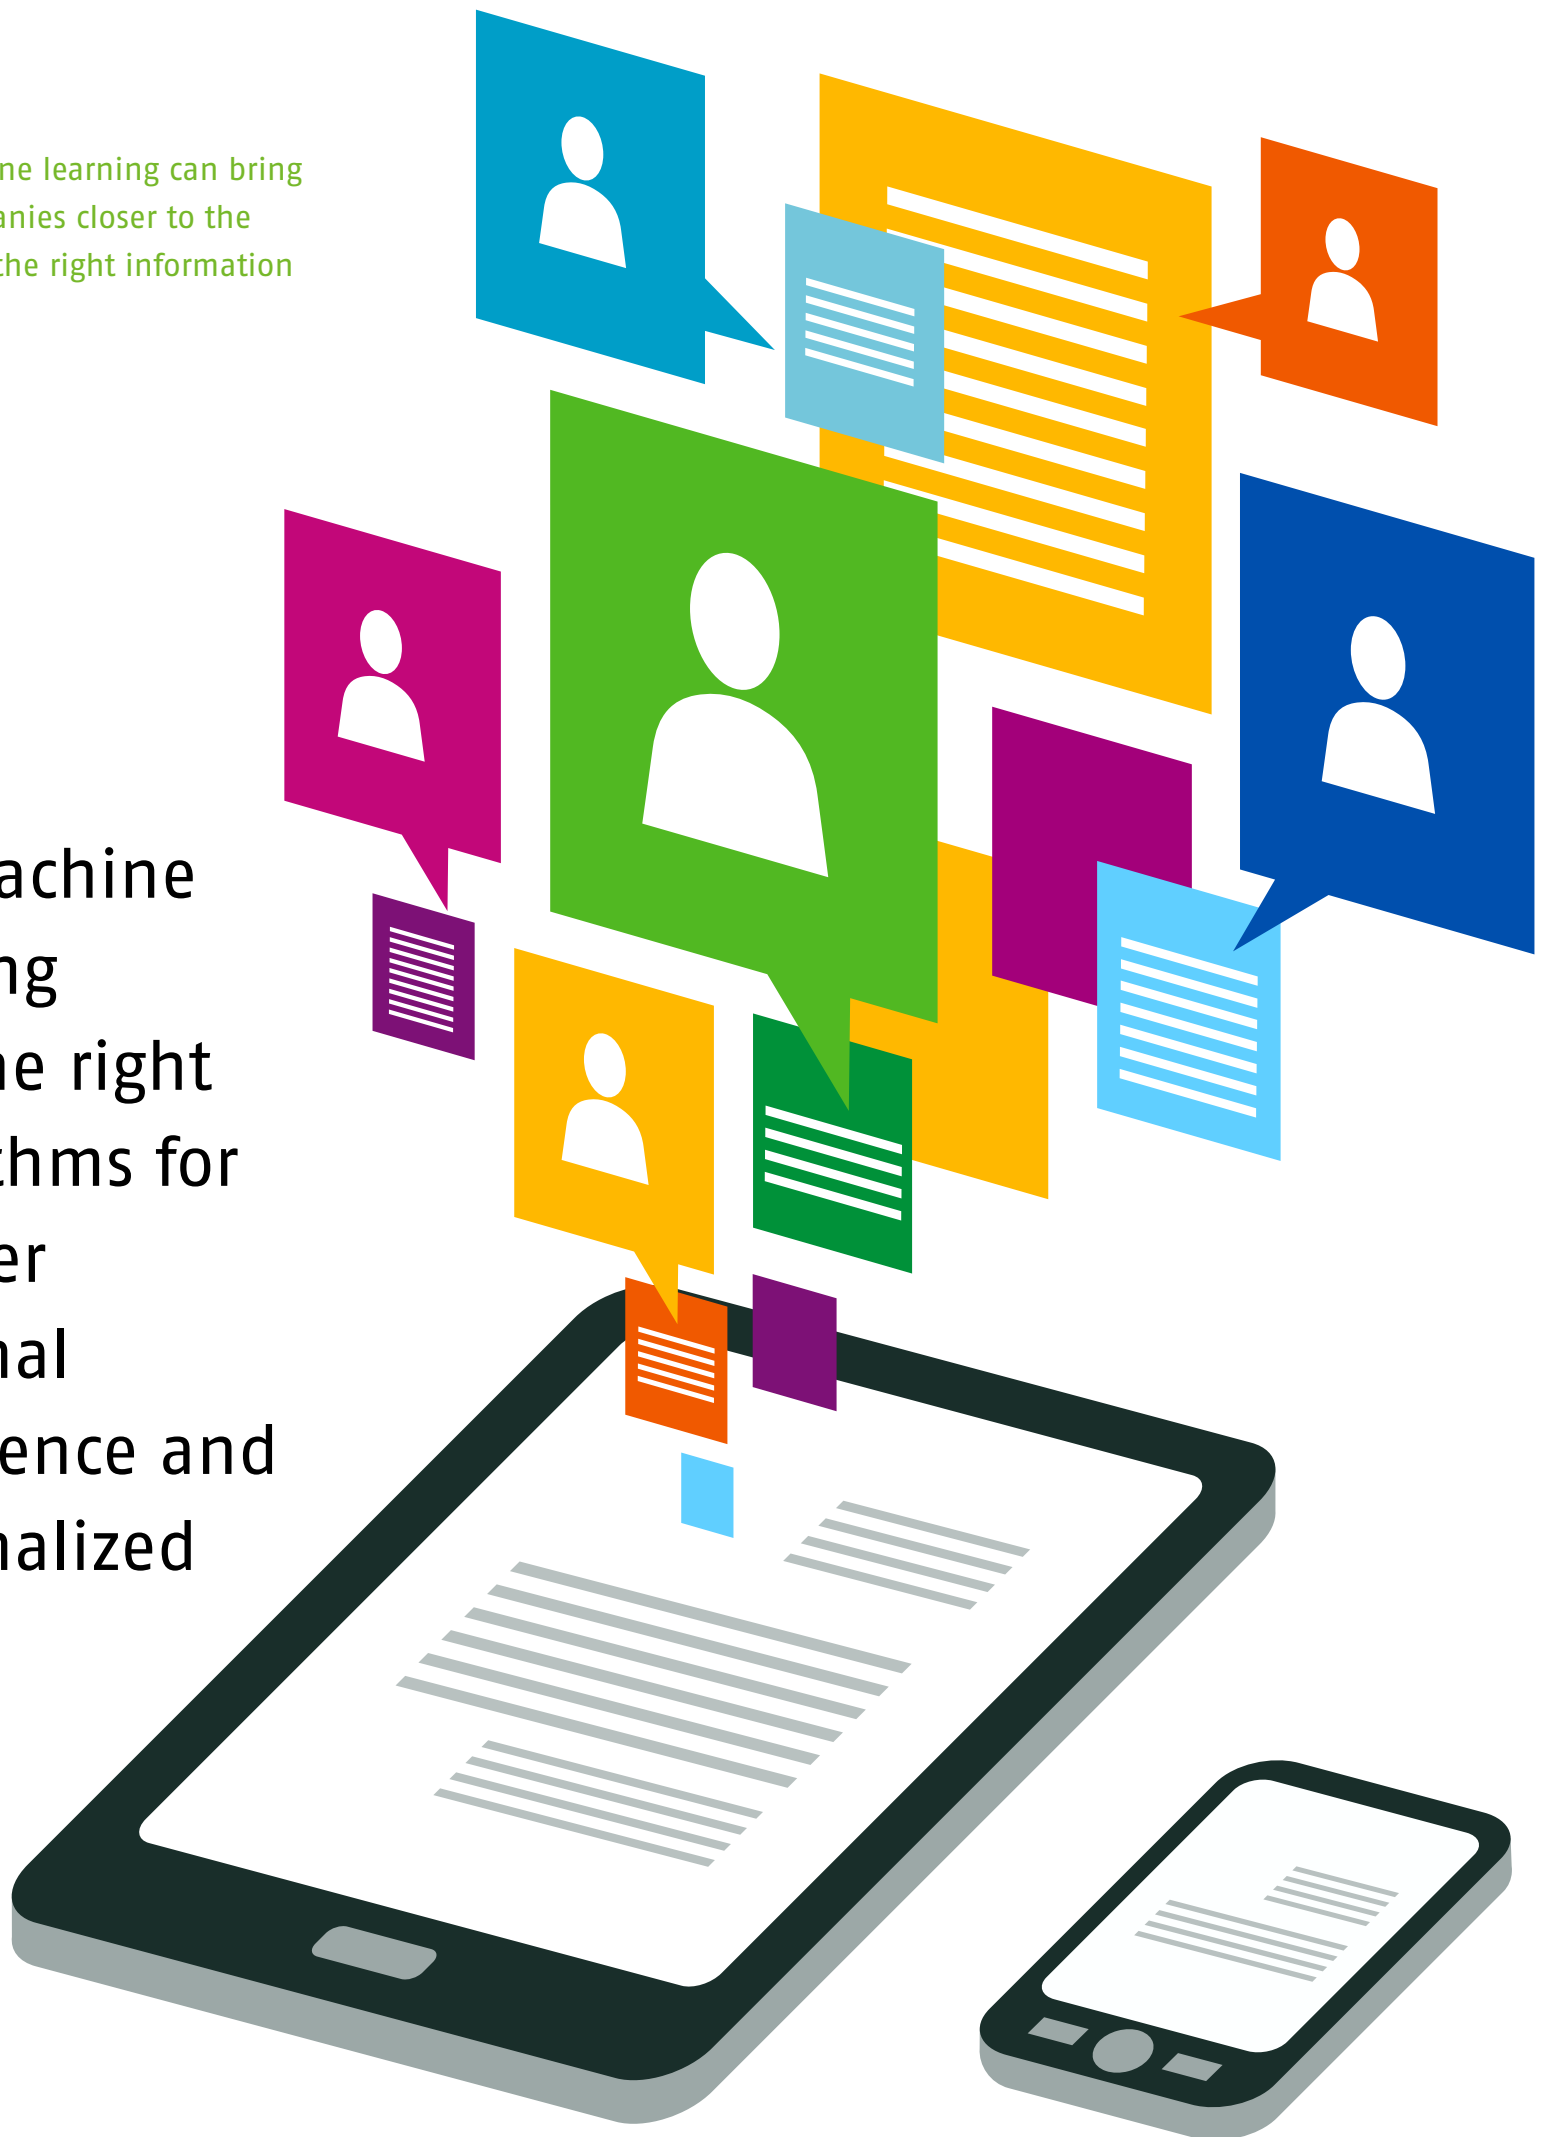 ne learning can bring
anies closer to the
the right information
achine
ng
ne right
thms for
er
nal
ence and
nalized